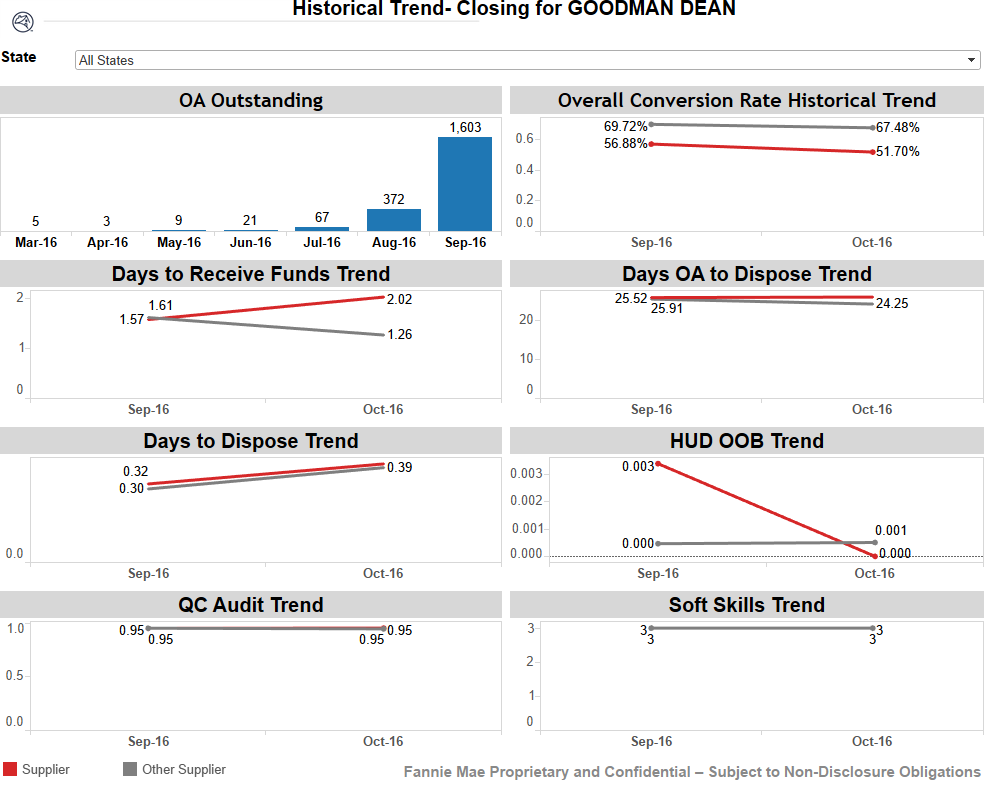 Historical Trend- Closing for GOODMAN DEAN
State
All States
OA Outstanding
5
3
9
21
67
372
1,603
Mar-16 Apr-16 May-16 Jun-16 Jul-16 Aug-16 Sep-16
Overall Conversion Rate Historical Trend
0.6
0.4
0.2
0.0
69.72%
67.48%
56.88%
51.70%
Sep-16 Oct-16
Days to Receive Funds Trend
2
1
0
1.61
1.57
2.02
1.26
Sep-16 Oct-16
Days OA to Dispose Trend
20
10
0
25.52
25.91
24.25
Sep-16 Oct-16
Days to Dispose Trend
0.0
0.32
0.30
0.39
Sep-16 Oct-16
HUD OOB Trend
0.003
0.002
0.001
0.000
0.003
0.000
0.001
0.000
Sep-16 Oct-16
QC Audit Trend
1.0
0.5
0.0
0.95
0.95
0.95
0.95
Sep-16 Oct-16
Soft Skills Trend
3
2
1
0
3
3
3
3
Sep-16 Oct-16
Supplier
Other Supplier
Fannie Mae Proprietary and Confidential – Subject to Non-Disclosure Obligations